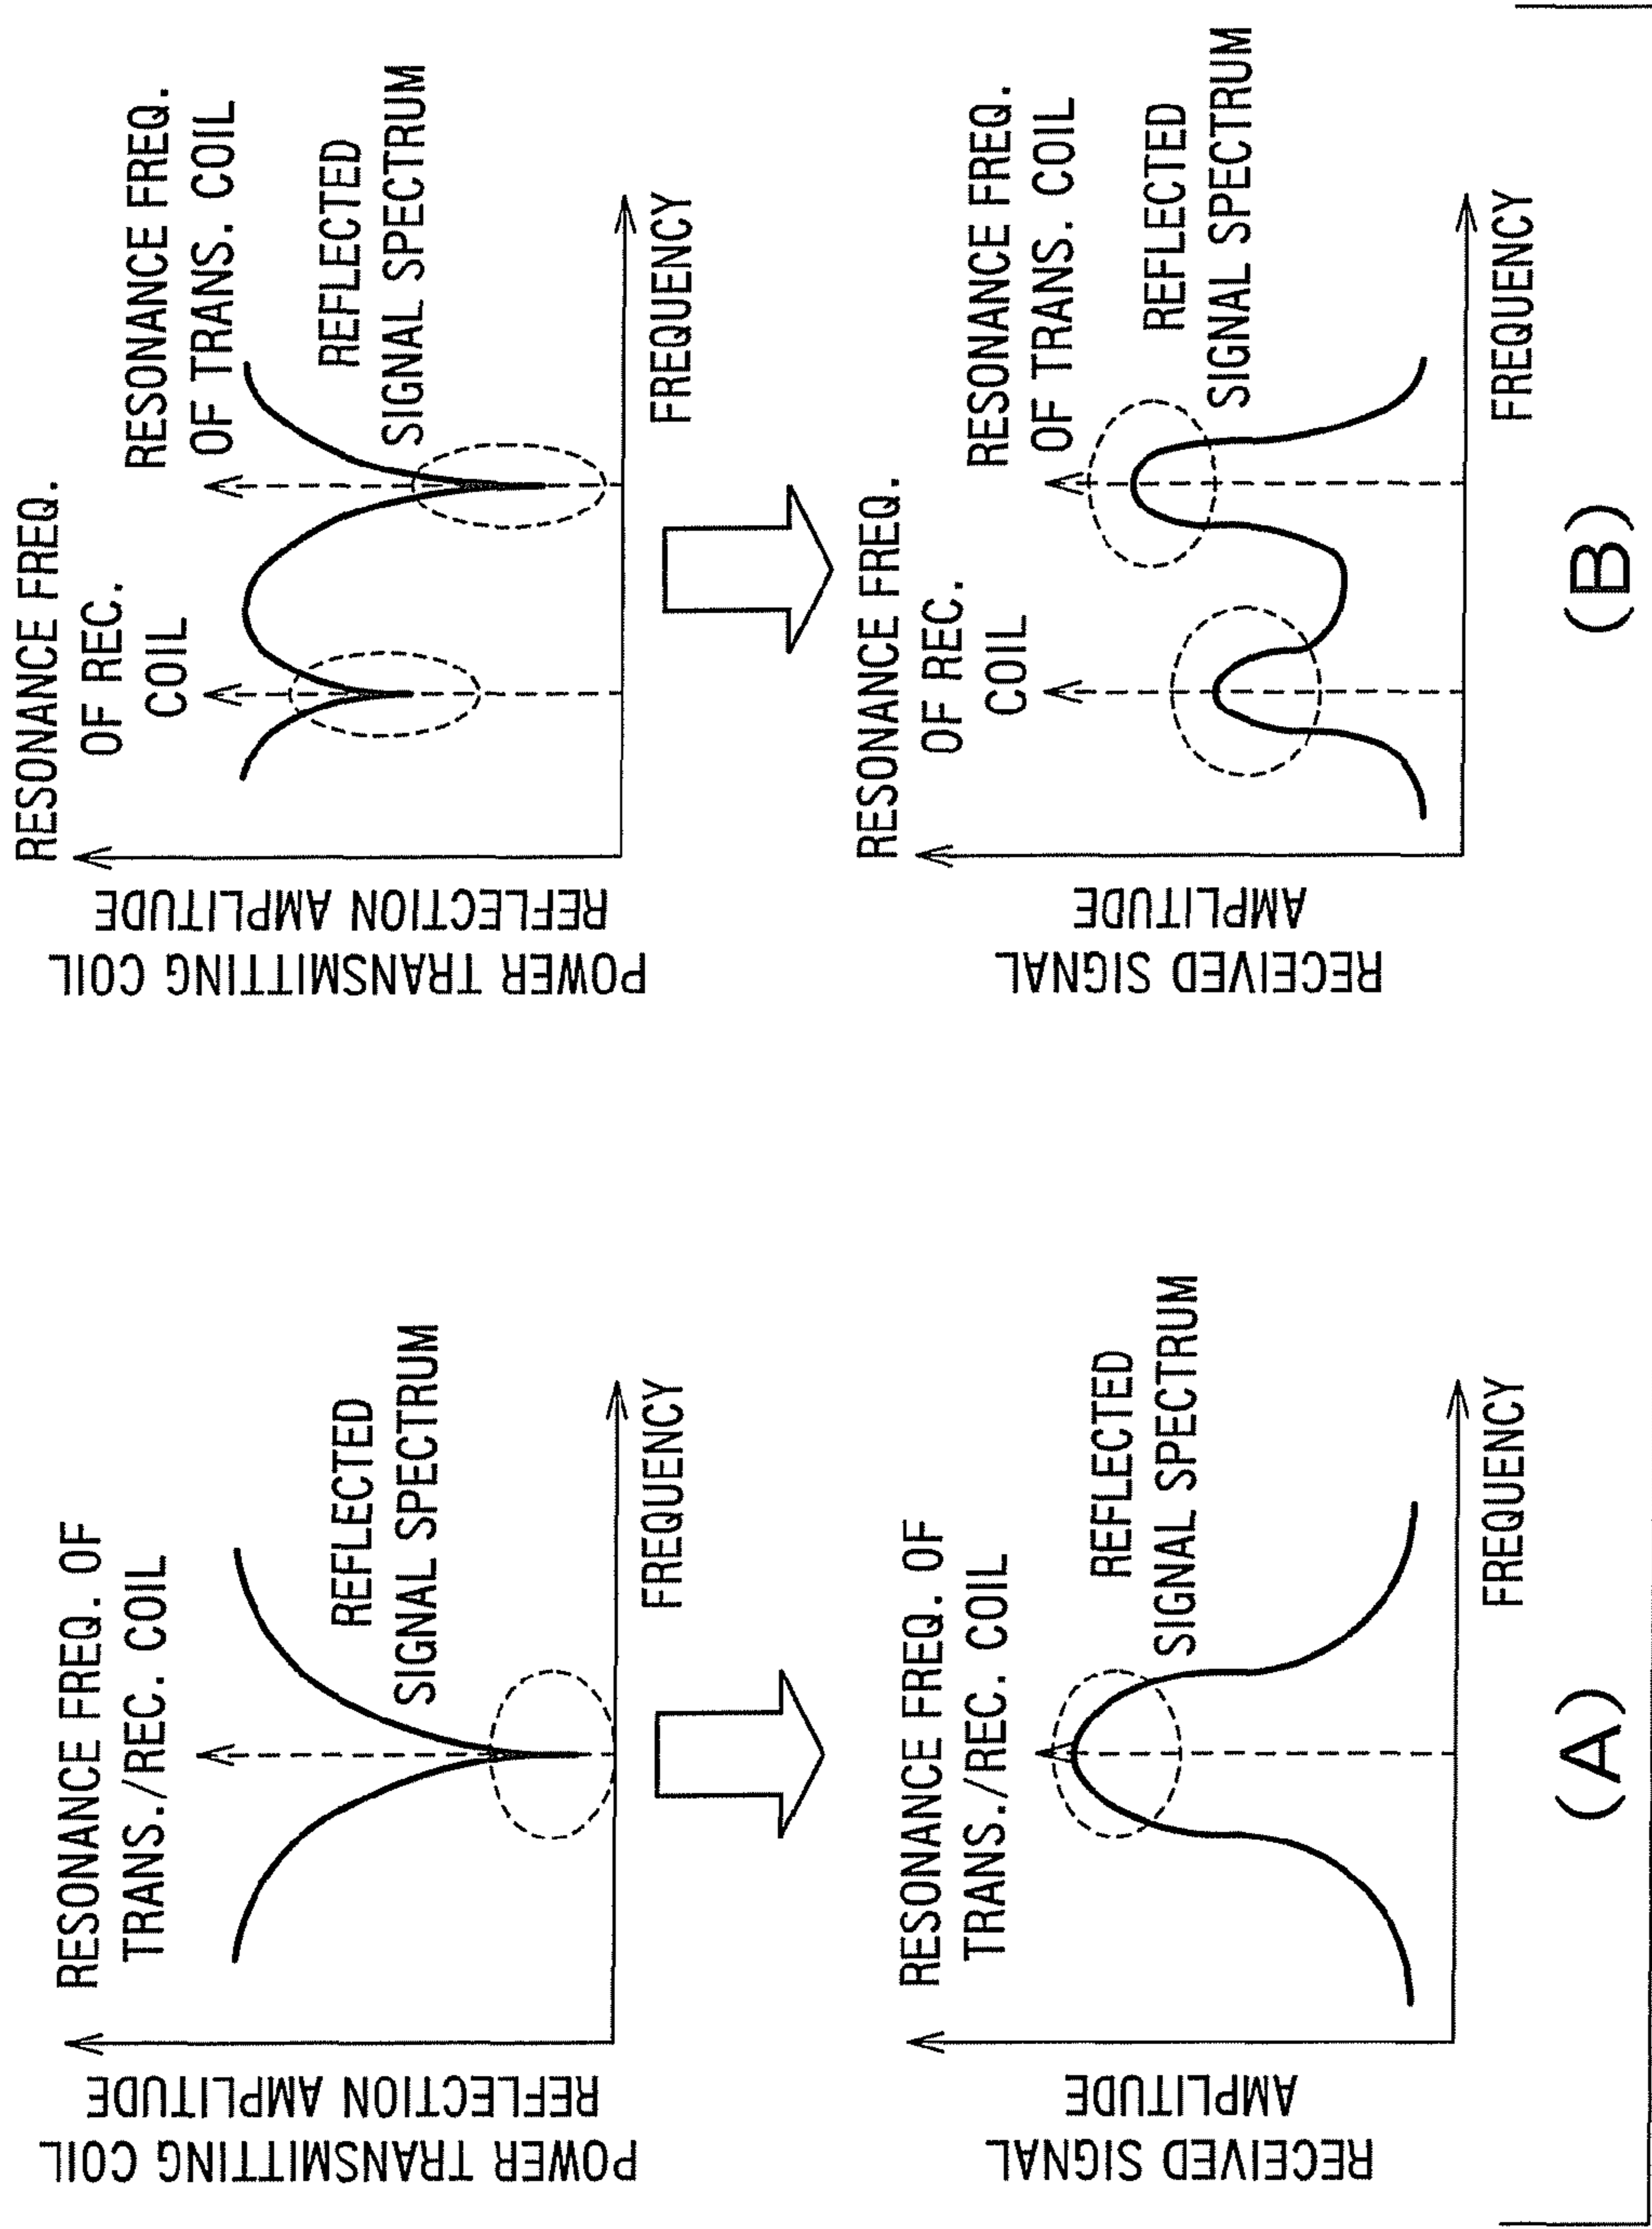 POWER TRANSMITTING COIL
REFLECTION AMPLITUDE
RESONANCE FREQ. OF
TRANS./REC. COIL
REFLECTED
SIGNAL SPECTRUM
FREQUENCY
RECEIVED SIGNAL
AMPLITUDE
RESONANCE FREQ. OF
TRANS./REC. COIL
REFLECTED
SIGNAL SPECTRUM
FREQUENCY
(A)
POWER TRANSMITTING COIL
REFLECTION AMPLITUDE
RESONANCE FREQ.
OF REC.
COIL
RESONANCE FREQ.
OF TRANS. COIL
REFLECTED
SIGNAL SPECTRUM
FREQUENCY
RECEIVED SIGNAL
AMPLITUDE
RESONANCE FREQ.
OF REC.
COIL
RESONANCE FREQ.
OF TRANS. COIL
REFLECTED
SIGNAL SPECTRUM
FREQUENCY
(B)